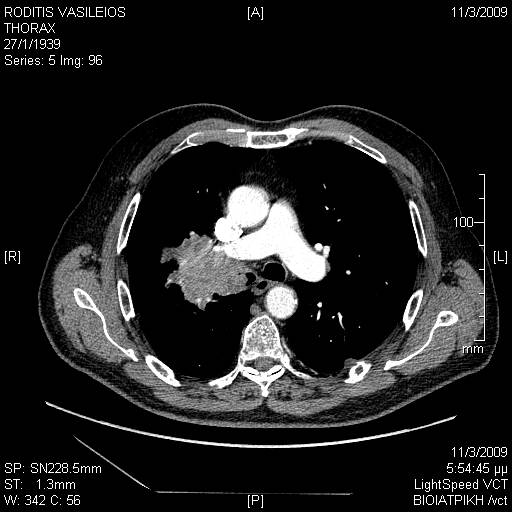 RODITIS VASILEIOS
THORAX
27/1/1939
Series: 5 Img: 96
[A]
11/3/2009
[R]
100
[L]
mm
SP: SN228.5mm
ST: 1.3mm
W: 342 C: 56
[P]
11/3/2009
5:54:45 μμ
LightSpeed VCT
ΒΙΟΙΑΤΡΙΚΗ /vct